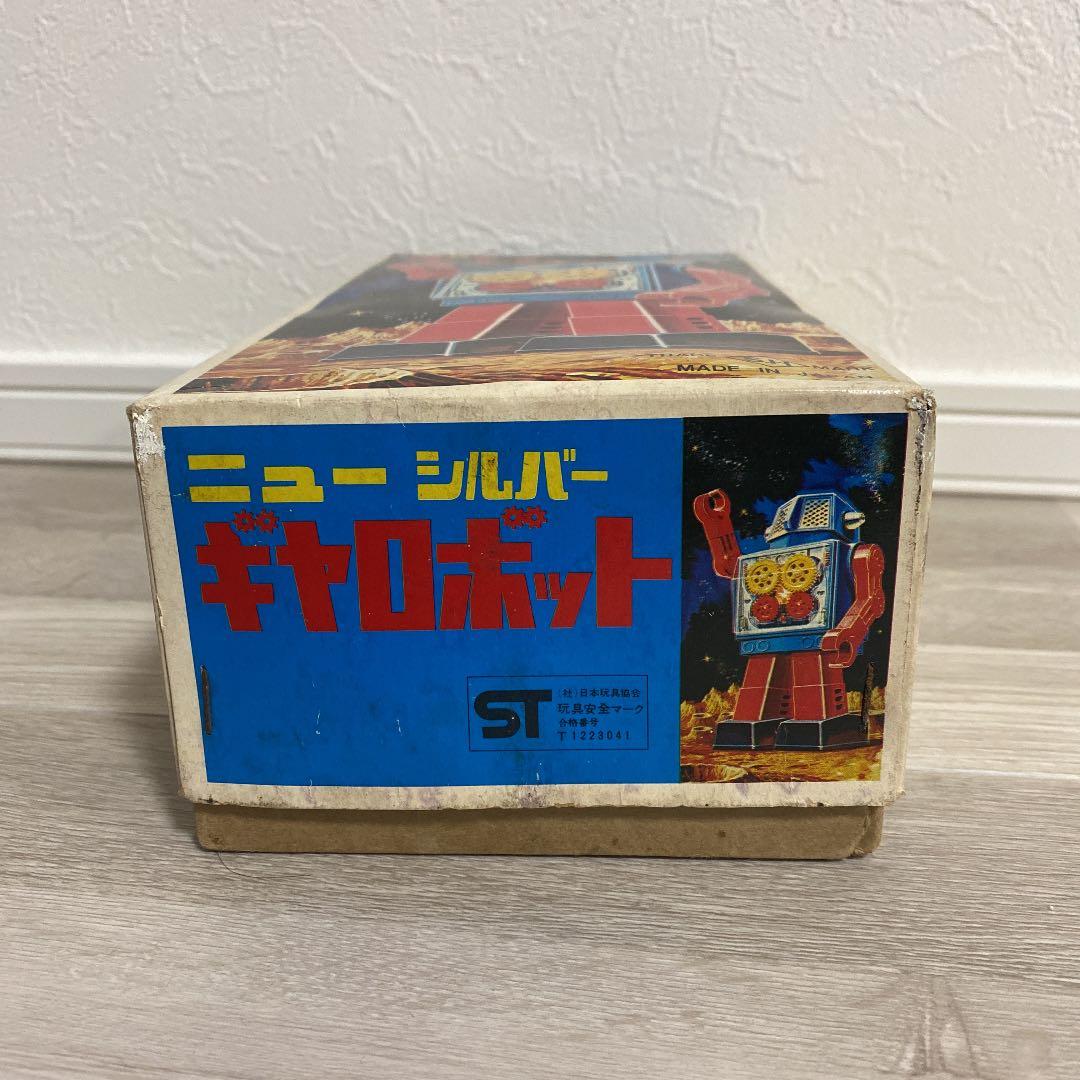 MADE IN
MARK
ニュー シルバー
ギヤロボット
ST
(社)日本玩具協会
玩具安全マーク
合格番号
T1223041